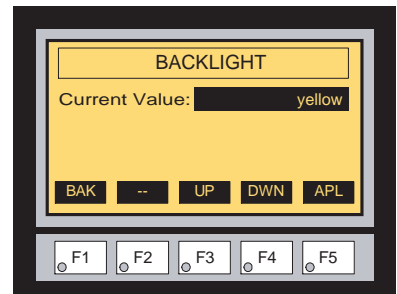 BACKLIGHT
Current Value: yellow
BAK -- UP DWN APL
F1 F2 F3 F4 F5